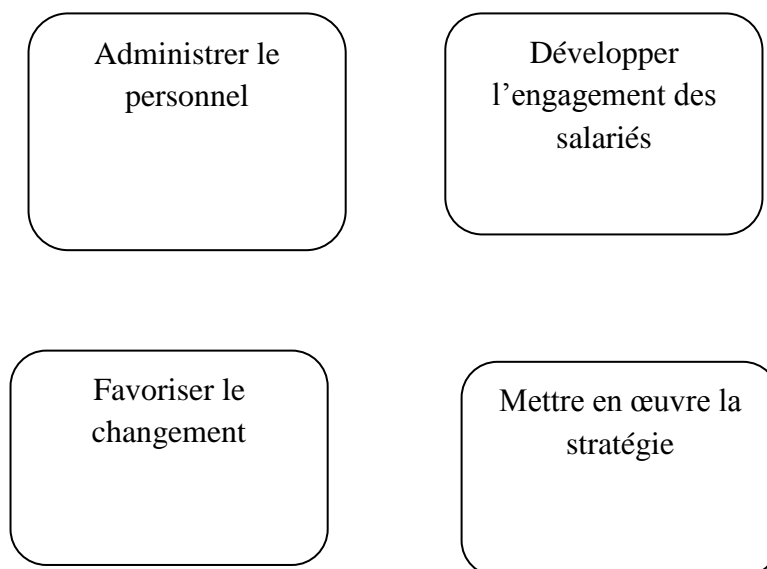 Administrer le
personnel
Développer
l’engagement des
salariés
Favoriser le
changement
Mettre en œuvre la
stratégie